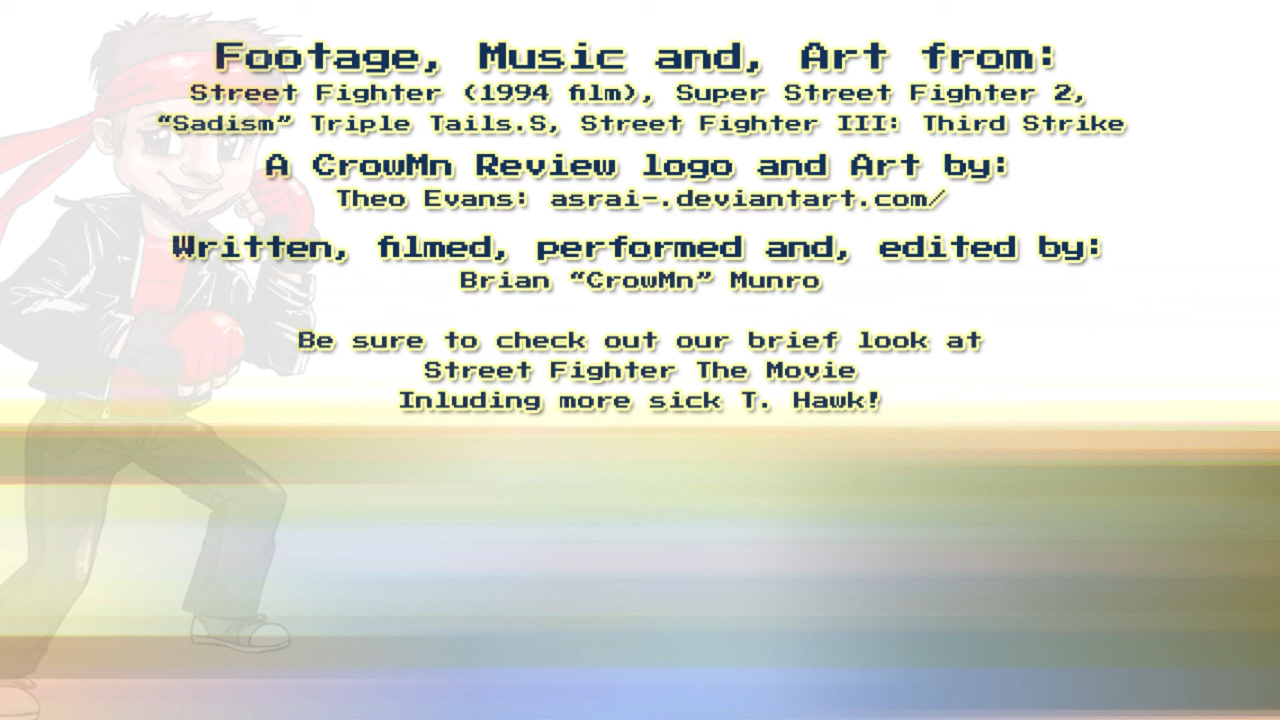 Footage, Music and, Art from:
Street Fighter (1994 film), Super Street Fighter 2,
“Sadism” Triple Tails.S, Street Fighter III: Third Strike
A CrowMn Review logo and Art by:
Theo Evans: asrai-.deviantart.com/
Written, filmed, performed and, edited by:
Brian “CrowMn” Munro
Be sure to check out our brief look at
Street Fighter The Movie
Inluding more sick T. Hawk!